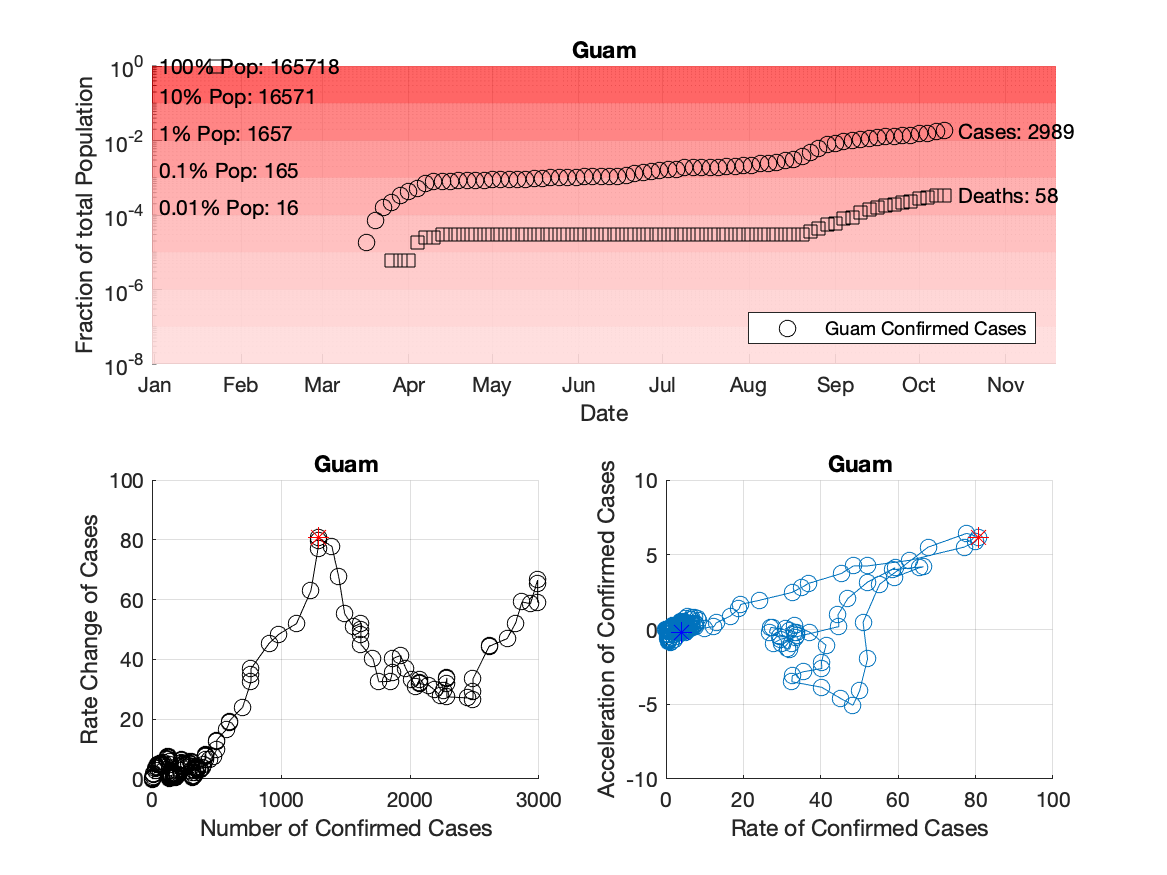 Guam
Fraction of total Population
10^0
10^-2
10^-4
10^-6
10^-8
100% Pop: 165718
10% Pop: 16571
1% Pop: 1657
0.1% Pop: 165
0.01% Pop: 16
Cases: 2989
Deaths: 58
Guam Confirmed Cases
Jan Feb Mar Apr May Jun Jul Aug Sep Oct Nov
Date
Guam
Rate Change of Cases
100
80
60
40
20
0
0 1000 2000 3000
Number of Confirmed Cases
Guam
Acceleration of Confirmed Cases
10
5
0
-5
-10
0 20 40 60 80 100
Rate of Confirmed Cases